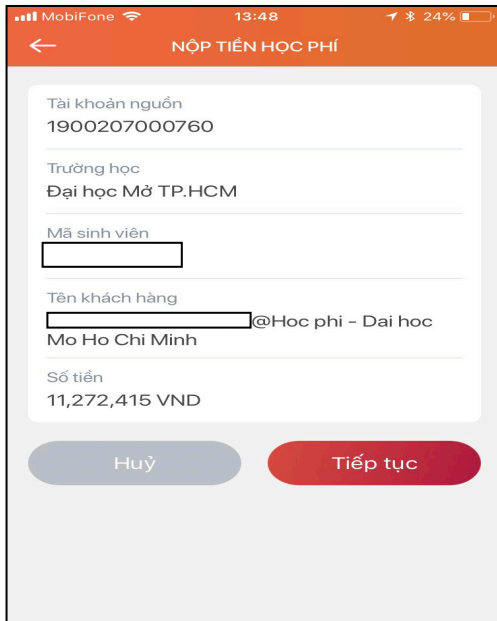 MobiFone 13:48 24%
NỘP TIỀN HỌC PHÍ
Tài khoản nguồn
1900207000760
Trường học
Đại học Mở TP.HCM
Mã sinh viên
Tên khách hàng
@Hoc phi - Dai hoc
Mo Ho Chi Minh
Số tiền
11,272,415 VND
Huỷ Tiếp tục